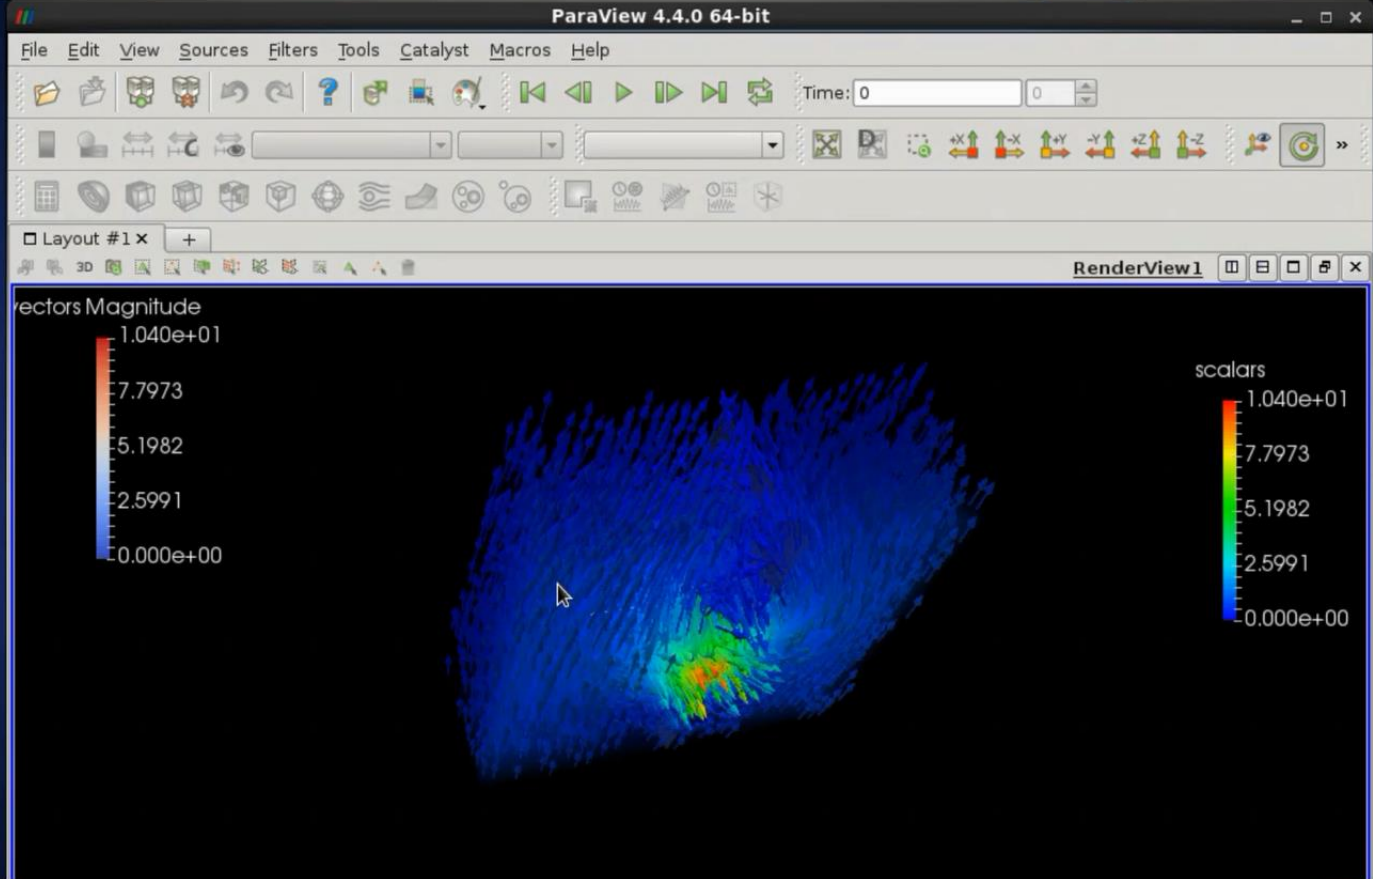 ParaView 4.4.0 64-bit
File Edit View Sources Filters Tools Catalyst Macros Help
Time: 0 0
+X -X +Y -Y +Z -Z »
Layout #1
3D RenderView1
vectors Magnitude
1.040e+01
7.7973
5.1982
2.5991
0.000e+00
scalars
1.040e+01
7.7973
5.1982
2.5991
0.000e+00